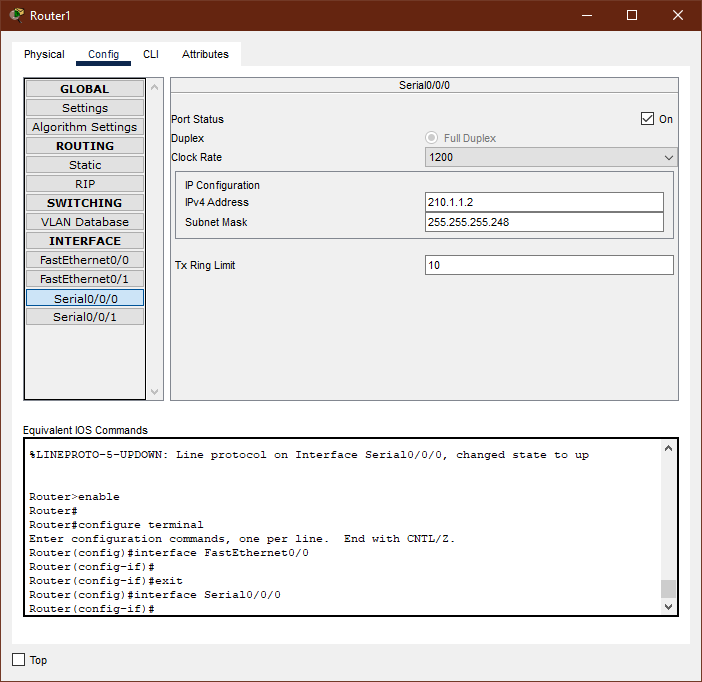 Router1
Physical Config CLI Attributes
GLOBAL
Settings
Algorithm Settings
ROUTING
Static
RIP
SWITCHING
VLAN Database
INTERFACE
FastEthernet0/0
FastEthernet0/1
Serial0/0/0
Serial0/0/1
Serial0/0/0
Port Status On
Duplex Full Duplex
Clock Rate 1200
IP Configuration
IPv4 Address 210.1.1.2
Subnet Mask 255.255.255.248
Tx Ring Limit 10
Equivalent IOS Commands
%LINEPROTO-5-UPDOWN: Line protocol on Interface Serial0/0/0, changed state to up
Router>enable
Router#
Router#configure terminal
Enter configuration commands, one per line. End with CNTL/Z.
Router(config)#interface FastEthernet0/0
Router(config-if)#
Router(config-if)#exit
Router(config)#interface Serial0/0/0
Router(config-if)#
Top